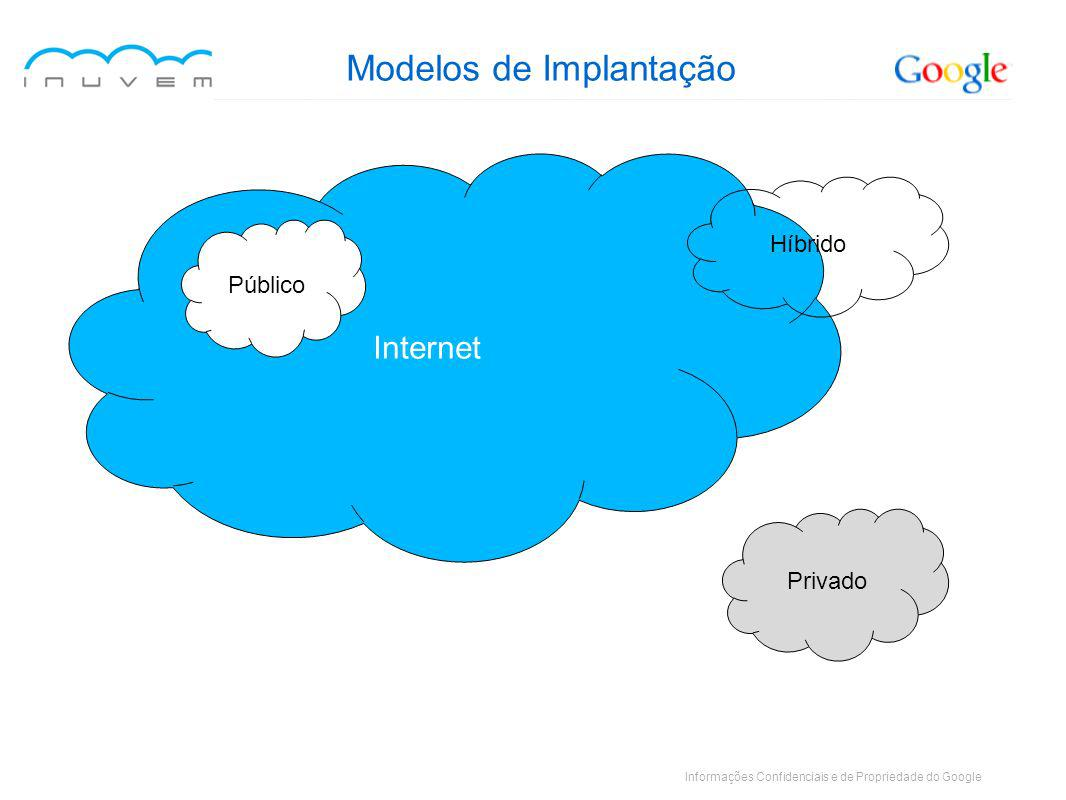 INUVEM
Modelos de Implantação
Google
Híbrido
Público
Internet
Privado
Informações Confidenciais e de Propriedade do Google